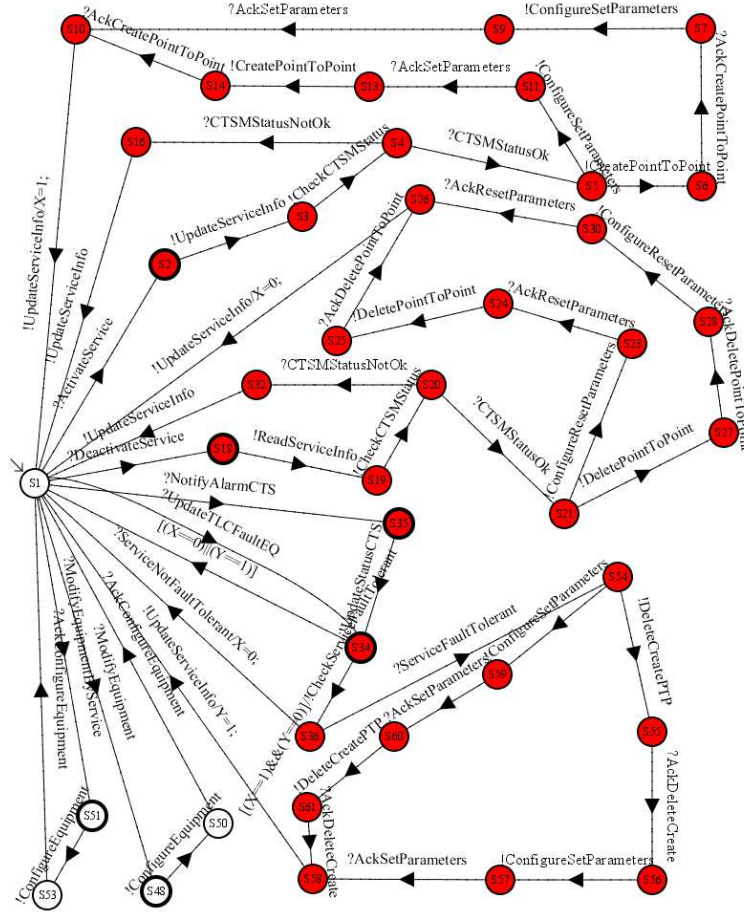 ?AckSetParameters
!ConfigureSetParameters
S10
S9
S7
?AckCreatePointToPoint
!CreatePointToPoint
?AckSetParameters
S14
S13
S11
!ConfigureSetParameters
?AckCreatePointToPoint
?CTSMStatusNotOk
S16
S4
?CTSMStatusOk
!CreatePointToPoint
S5
S6
!CheckCTSMStatus
!UpdateServiceInfo
S3
S26
?AckResetParameters
S30
!ConfigureResetParameters
S2
!UpdateServiceInfo/X=1;
!UpdateServiceInfo
?ActivateService
!UpdateServiceInfo/X=0;
?AckDeletePointToPoint
!DeletePointToPoint
S24
?AckResetParameters
S25
S23
S28
?AckDeletePointToPoint
?CTSMStatusNotOk
S32
S20
!UpdateServiceInfo
!CheckCTSMStatus
?CTSMStatusOk
!ConfigureResetParameters
!DeletePointToPoint
S27
?DeactivateService
S18
!ReadServiceInfo
S19
S1
S21
?NotifyAlarmCTS
S35
?UpdateTLCFaultEQ
[(X==0)||(Y==1)]
!UpdateStatusCTS
?ServiceNotFaultTolerant/X=0;
S34
[(X==1)&&(Y==0)]/!CheckServiceFaultTolerant
S54
?ServiceFaultTolerant
!ConfigureSetParameters
!DeleteCreatePTP
S59
?AckSetParameters
S36
S60
S55
!DeleteCreatePTP
!UpdateServiceInfo/Y=1;
?AckConfigureEquipment
?ModifyEquipment
?ModifyEquipmentByService
?AckConfigureEquipment
S61
?AckDeleteCreate
?AckDeleteCreate
S51
S50
!ConfigureEquipment
!ConfigureEquipment
S53
S48
S58
?AckSetParameters
S57
!ConfigureSetParameters
S56